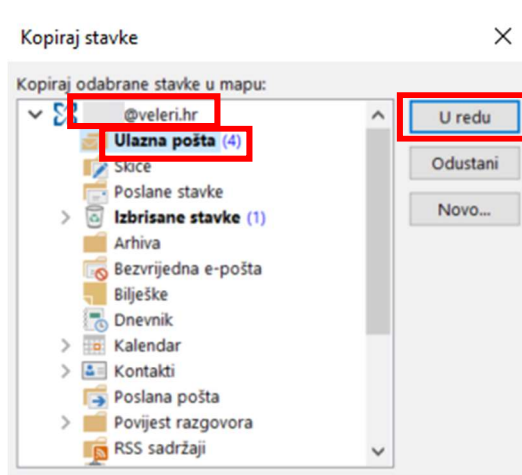 Kopiraj stavke
Kopiraj odabrane stavke u mapu:
@veleri.hr
Ulazna pošta (4)
Skice
Poslane stavke
Izbrisane stavke (1)
Arhiva
Bezvrijedna e-pošta
Bilješke
Dnevnik
Kalendar
Kontakti
Poslana pošta
Povijest razgovora
RSS sadržaji
U redu
Odustani
Novo...